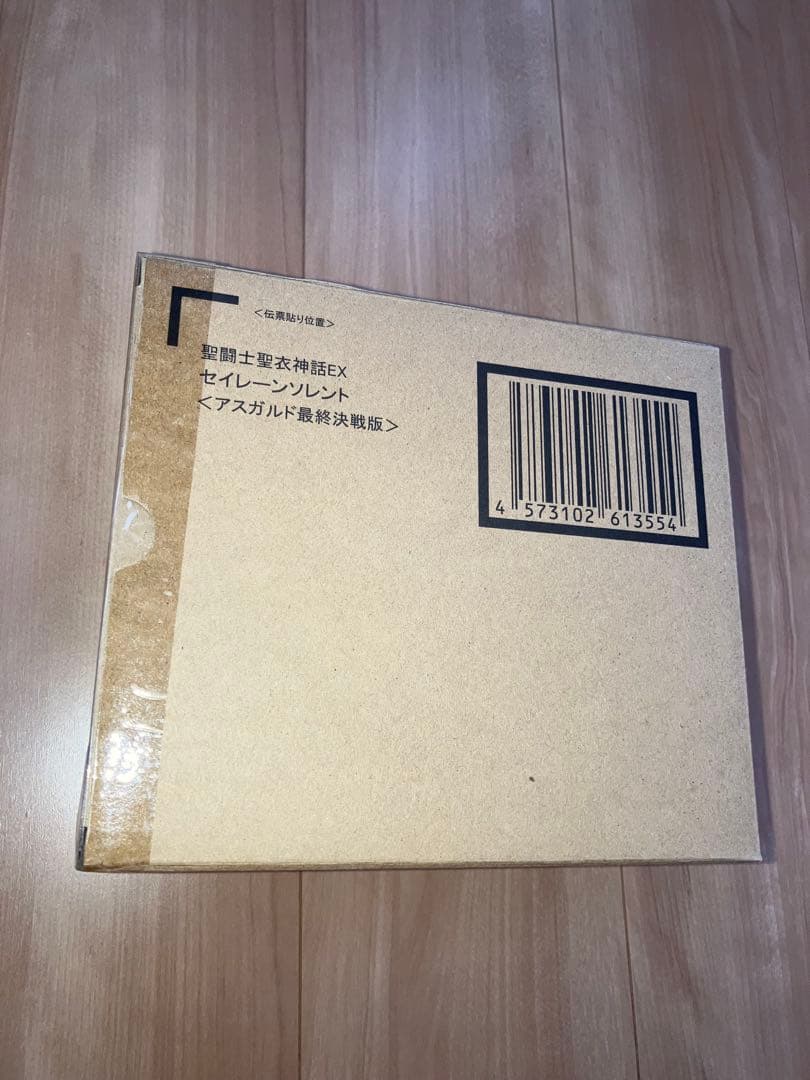 <伝票貼り位置>
聖闘士聖衣神話EX
セイレーンソレント
<アスガルド最終決戦版>
4 573102 613554